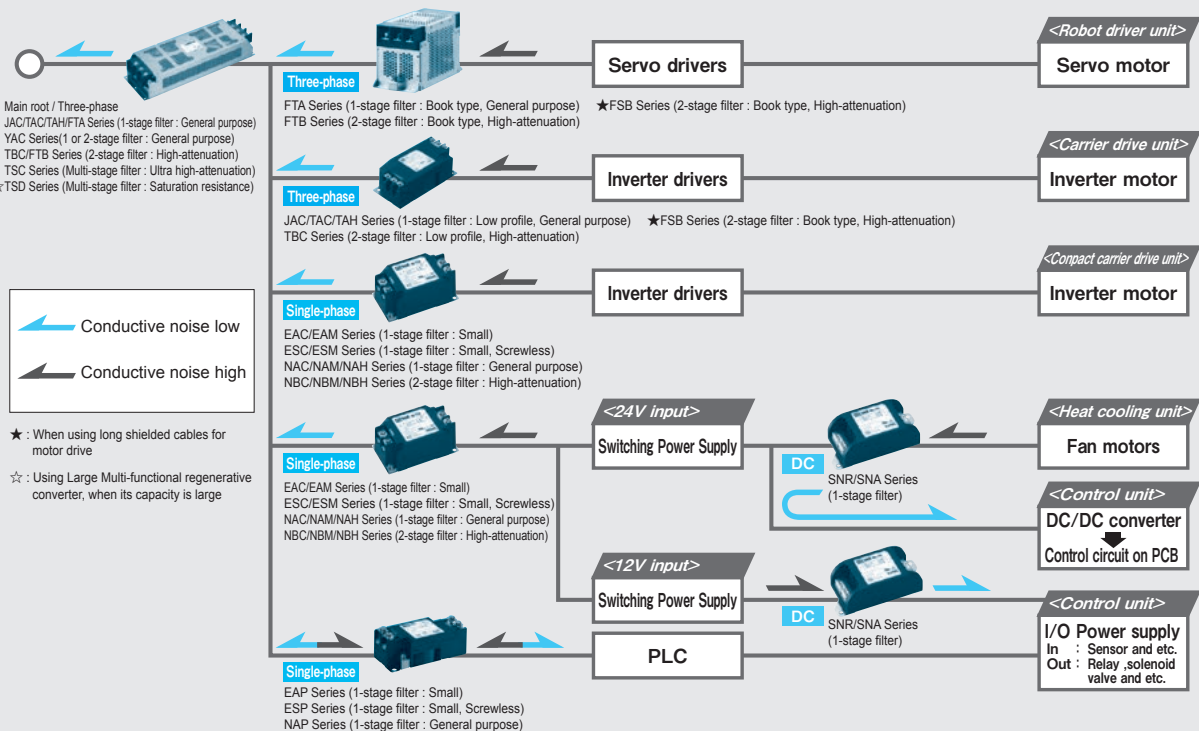 Main root / Three-phase
JAC/TAC/TAH/FTA Series (1-stage filter : General purpose)
YAC Series(1 or 2-stage filter : General purpose)
TBC/FTB Series (2-stage filter : High-attenuation)
TSC Series (Multi-stage filter : Ultra high-attenuation)
☆TSD Series (Multi-stage filter : Saturation resistance)
Conductive noise low
Conductive noise high
★ : When using long shielded cables for
motor drive
☆ : Using Large Multi-functional regenerative
converter, when its capacity is large
Three-phase
FTA Series (1-stage filter : Book type, General purpose) ★FSB Series (2-stage filter : Book type, High-attenuation)
FTB Series (2-stage filter : Book type, High-attenuation)
Servo drivers
<Robot driver unit>
Servo motor
Three-phase
JAC/TAC/TAH Series (1-stage filter : Low profile, General purpose) ★FSB Series (2-stage filter : Book type, High-attenuation)
TBC Series (2-stage filter : Low profile, High-attenuation)
Inverter drivers
<Carrier drive unit>
Inverter motor
Single-phase
EAC/EAM Series (1-stage filter : Small)
ESC/ESM Series (1-stage filter : Small, Screwless)
NAC/NAM/NAH Series (1-stage filter : General purpose)
NBC/NBM/NBH Series (2-stage filter : High-attenuation)
Inverter drivers
<Conpact carrier drive unit>
Inverter motor
Single-phase
EAC/EAM Series (1-stage filter : Small)
ESC/ESM Series (1-stage filter : Small, Screwless)
NAC/NAM/NAH Series (1-stage filter : General purpose)
NBC/NBM/NBH Series (2-stage filter : High-attenuation)
<24V input>
Switching Power Supply
DC
SNR/SNA Series
(1-stage filter)
<Heat cooling unit>
Fan motors
<Control unit>
DC/DC converter
Control circuit on PCB
<12V input>
Switching Power Supply
DC
SNR/SNA Series
(1-stage filter)
<Control unit>
I/O Power supply
In : Sensor and etc.
Out : Relay ,solenoid
valve and etc.
Single-phase
EAP Series (1-stage filter : Small)
ESP Series (1-stage filter : Small, Screwless)
NAP Series (1-stage filter : General purpose)
PLC